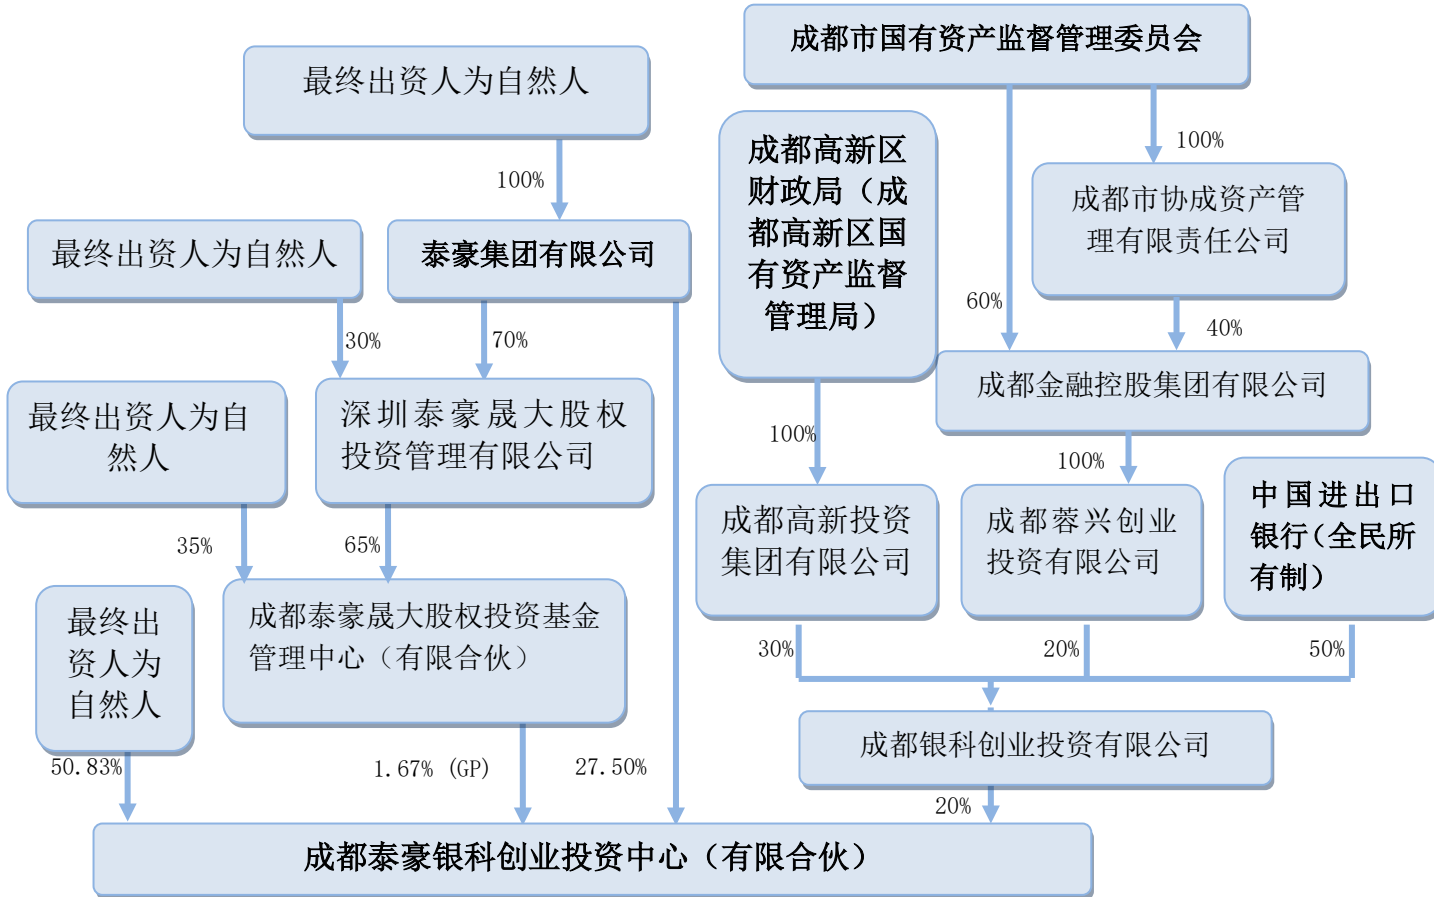 成都市国有资产监督管理委员会
最终出资人为自然人
100%
成都高新区
财政局（成
都高新区国
有资产监督
管理局）
100%
成都市协成资产管
理有限责任公司
最终出资人为自然人
泰豪集团有限公司
60%
40%
30%
70%
成都金融控股集团有限公司
最终出资人为自
然人
深圳泰豪晟大股权
投资管理有限公司
100%
100%
成都高新投资
集团有限公司
成都蓉兴创业
投资有限公司
中国进出口
银行（全民所
有制）
35%
65%
最终出
资人为
自然人
成都泰豪晟大股权投资基金
管理中心（有限合伙）
30%
20%
50%
成都银科创业投资有限公司
50.83%
1.67% (GP)
27.50%
20%
成都泰豪银科创业投资中心（有限合伙）